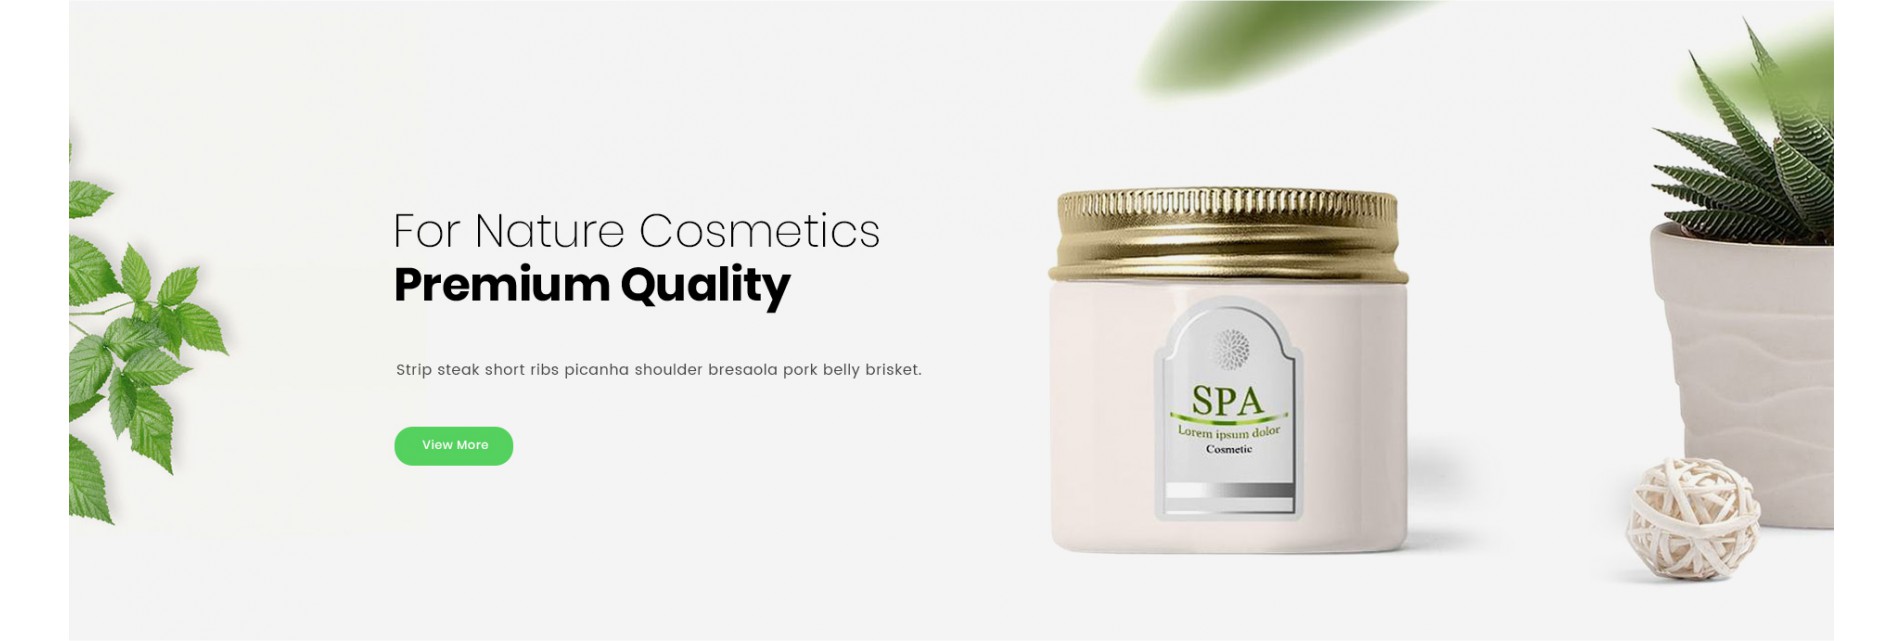 For Nature Cosmetics
Premium Quality
Strip steak short ribs picanha shoulder bresaola pork belly brisket.
View More
SPA
Lorem ipsum dolor
Cosmetic